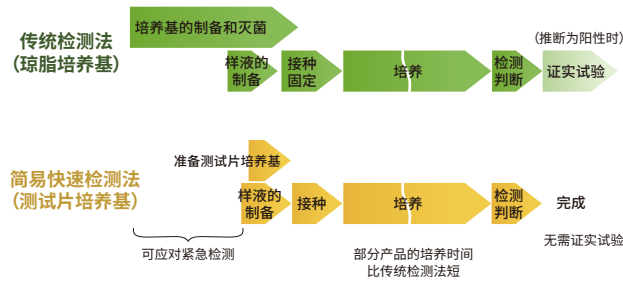 培养基的制备和灭菌
传统检测法
（琼脂培养基）
样液的
制备
接种
固定
培养
检测
判断
（推断为阳性时）
证实试验
准备测试片培养基
简易快速检测法
（测试片培养基）
样液的
制备
接种
培养
检测
判断
完成
无需证实试验
可应对紧急检测
部分产品的培养时间
比传统检测法短